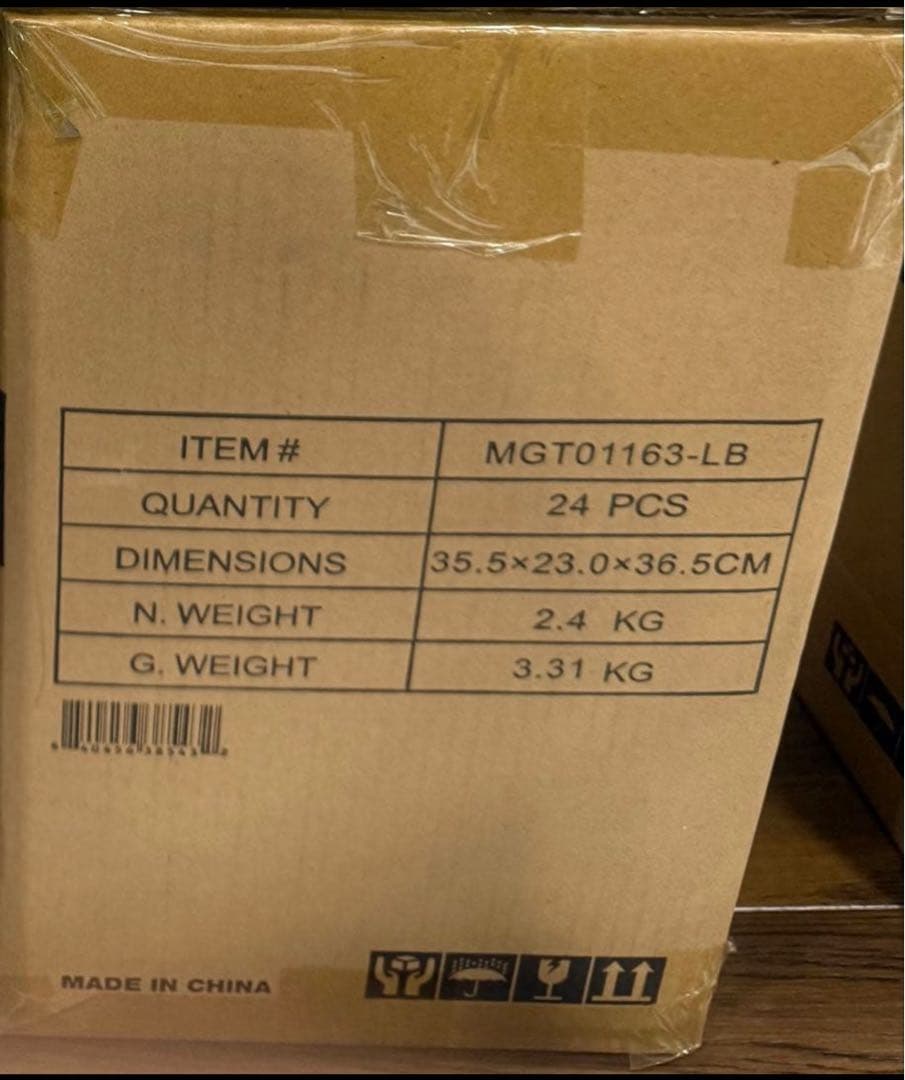 ITEM # MGT01163-LB
QUANTITY 24 PCS
DIMENSIONS 35.5×23.0×36.5CM
N. WEIGHT 2.4 KG
G. WEIGHT 3.31 KG
MADE IN CHINA